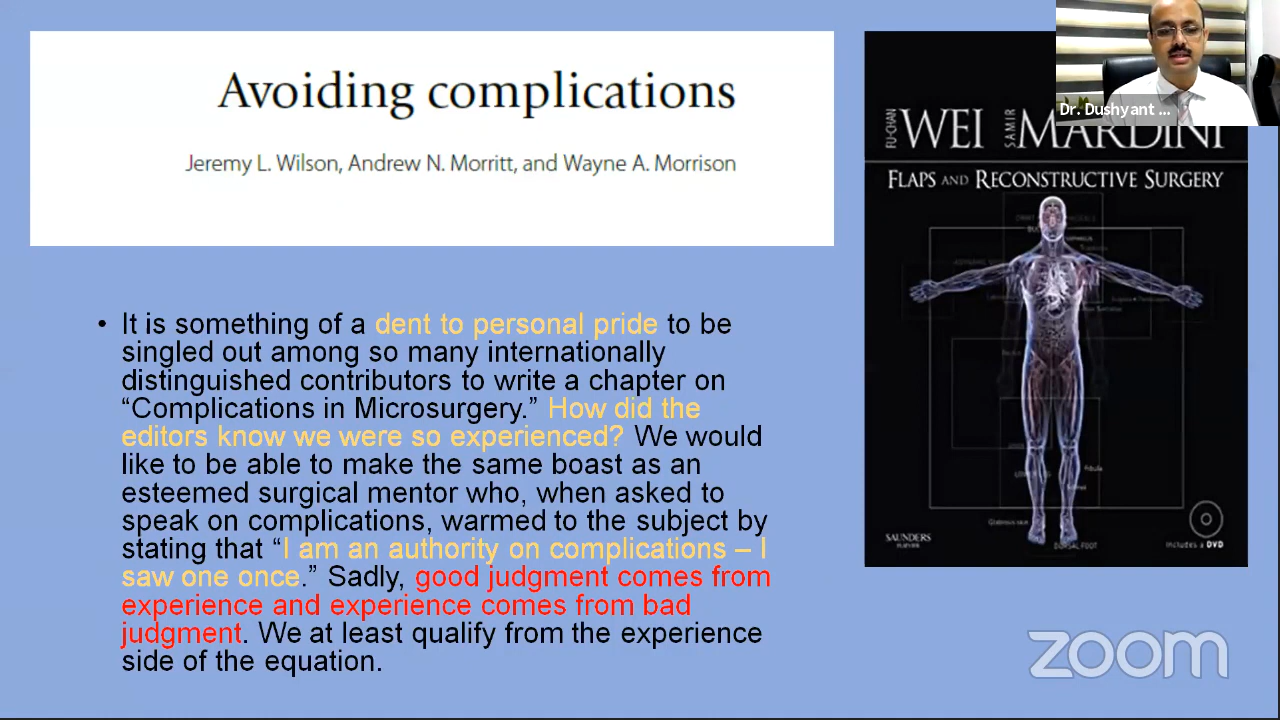 Avoiding complications
Jeremy L. Wilson, Andrew N. Morritt, and Wayne A. Morrison
• It is something of a dent to personal pride to be
singled out among so many internationally
distinguished contributors to write a chapter on
“Complications in Microsurgery.” How did the
editors know we were so experienced? We would
like to be able to make the same boast as an
esteemed surgical mentor who, when asked to
speak on complications, warmed to the subject by
stating that “I am an authority on complications – I
saw one once.” Sadly, good judgment comes from
experience and experience comes from bad
judgment. We at least qualify from the experience
side of the equation.
Dr. Dushyant ...
FU-CHAN WEI SAMIR MARDINI
FLAPS AND RECONSTRUCTIVE SURGERY
Fibula
DORSAL FOOT
SAUNDERS
ELSEVIER
Includes a DVD
zoom